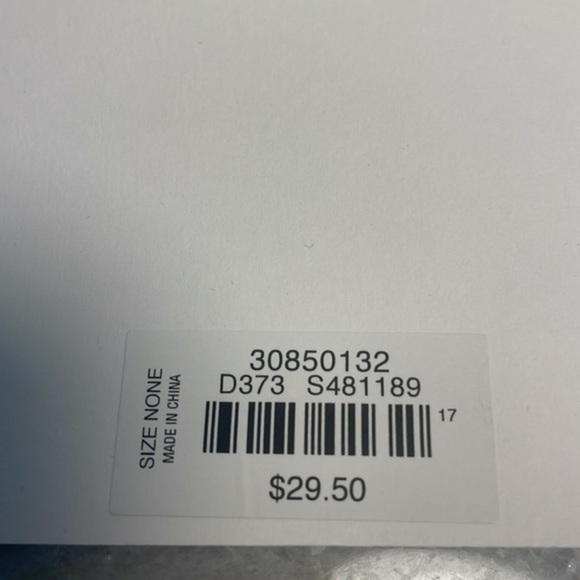 SIZE NONE
MADE IN CHINA
30850132
D373 S481189
17
$29.50